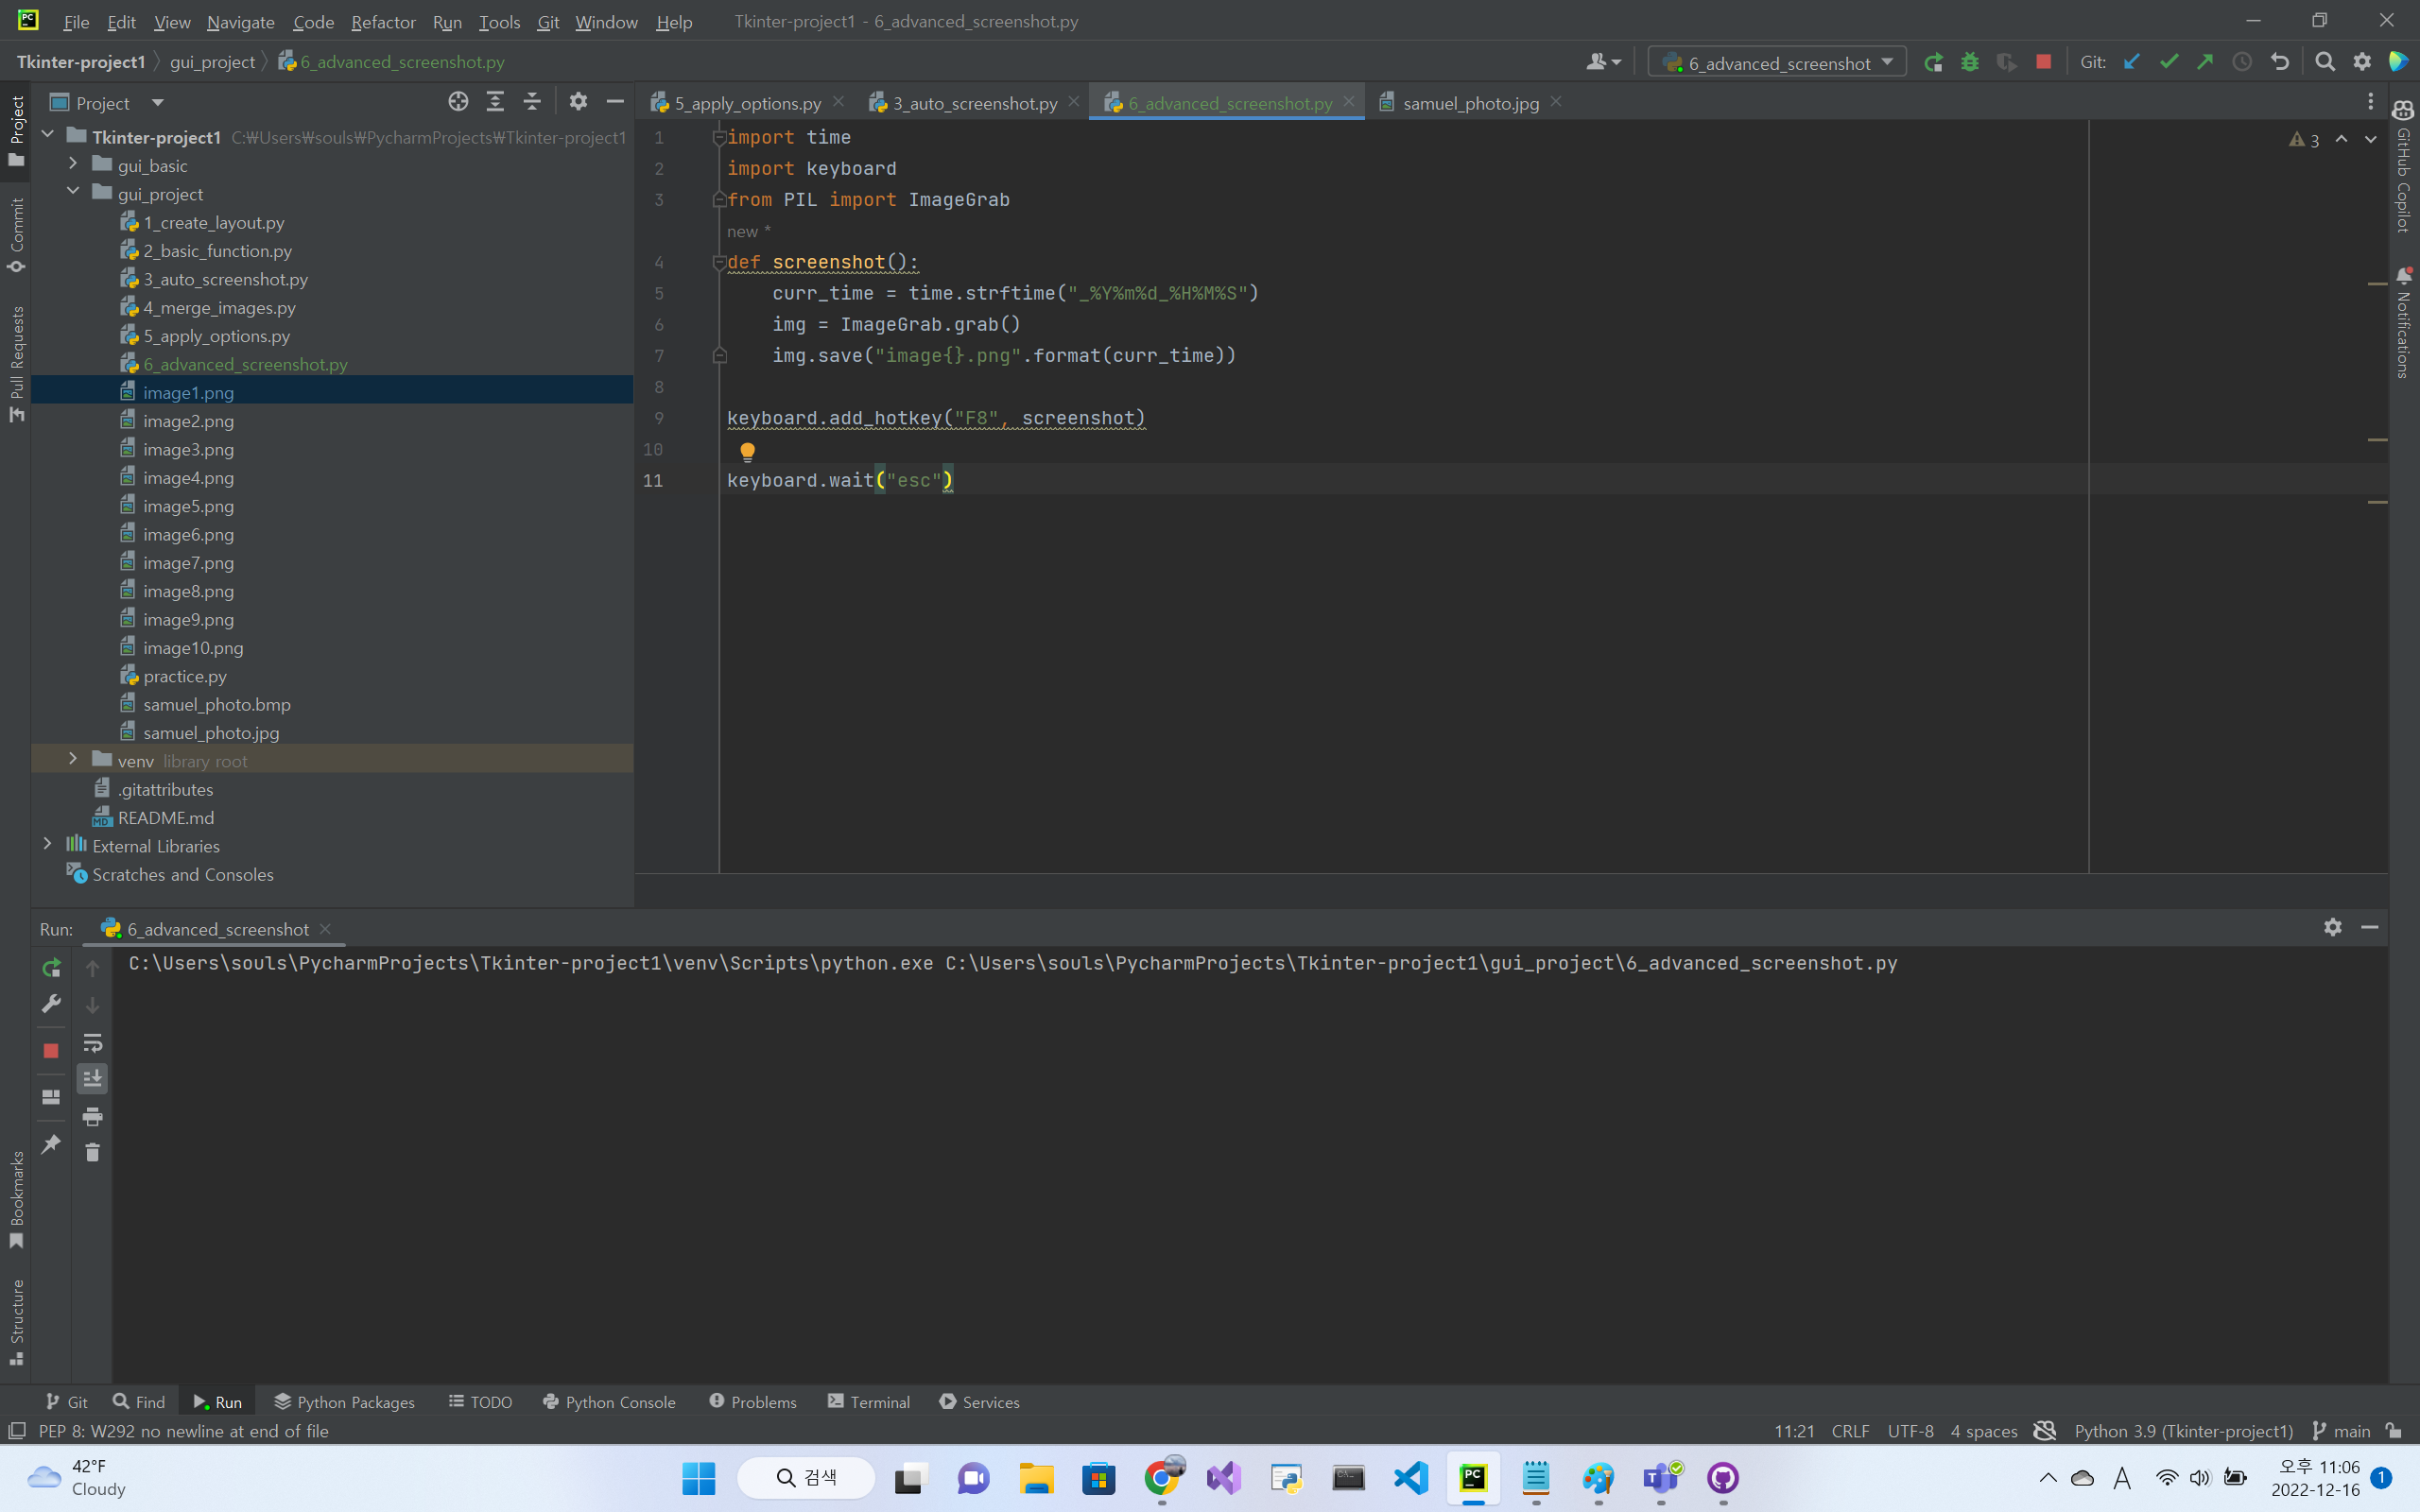 File Edit View Navigate Code Refactor Run Tools Git Window Help Tkinter-project1 - 6_advanced_screenshot.py
Tkinter-project1 gui_project 6_advanced_screenshot.py 6_advanced_screenshot Git:
Project
5_apply_options.py 3_auto_screenshot.py 6_advanced_screenshot.py samuel_photo.jpg
Project
Commit
Pull Requests
Bookmarks
Structure
Tkinter-project1 C:₩Users₩souls₩PycharmProjects₩Tkinter-project1
gui_basic
gui_project
1_create_layout.py
2_basic_function.py
3_auto_screenshot.py
4_merge_images.py
5_apply_options.py
6_advanced_screenshot.py
image1.png
image2.png
image3.png
image4.png
image5.png
image6.png
image7.png
image8.png
image9.png
image10.png
practice.py
samuel_photo.bmp
samuel_photo.jpg
venv library root
.gitattributes
README.md
External Libraries
Scratches and Consoles
1 import time
2 import keyboard
3 from PIL import ImageGrab
new *
4 def screenshot():
5 curr_time = time.strftime("_%Y%m%d_%H%M%S")
6 img = ImageGrab.grab()
7 img.save("image{}.png".format(curr_time))
8
9 keyboard.add_hotkey("F8", screenshot)
10
11 keyboard.wait("esc")
3
GitHub Copilot
Notifications
Run: 6_advanced_screenshot
C:\Users\souls\PycharmProjects\Tkinter-project1\venv\Scripts\python.exe C:\Users\souls\PycharmProjects\Tkinter-project1\gui_project\6_advanced_screenshot.py
Git Find Run Python Packages TODO Python Console Problems Terminal Services
PEP 8: W292 no newline at end of file 11:21 CRLF UTF-8 4 spaces Python 3.9 (Tkinter-project1) main
42°F
Cloudy
검색
A
오후 11:06
2022-12-16
1